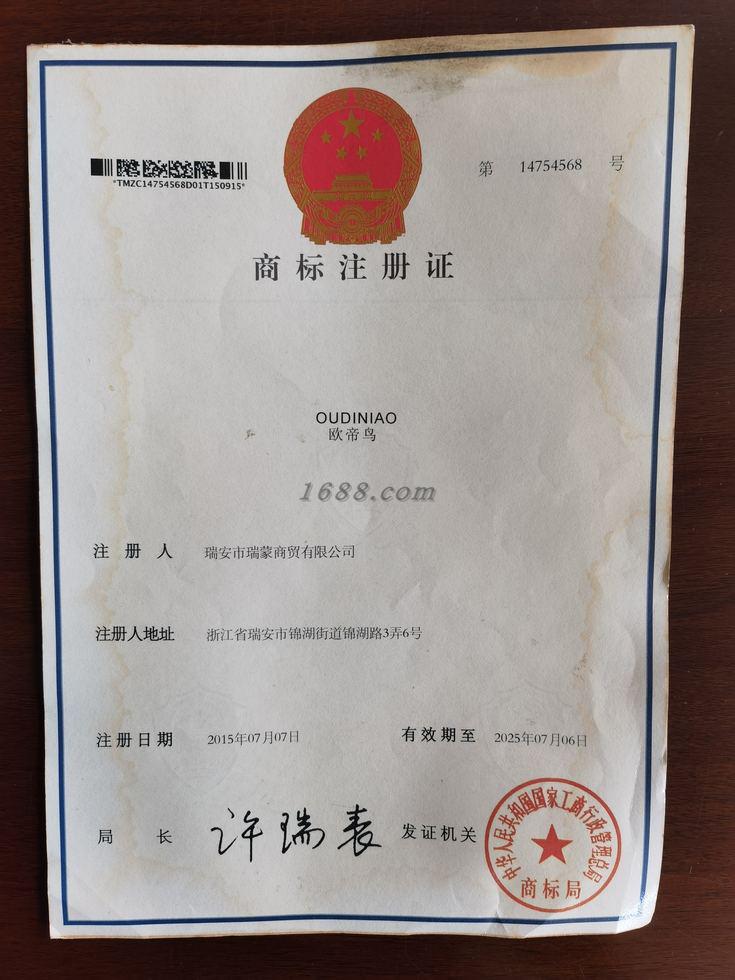 *TMZC14754568D01T150915*
第 14754568 号
商标注册证
OUDINIAO
欧帝鸟
1688.com
注册人 瑞安市瑞蒙商贸有限公司
注册人地址 浙江省瑞安市锦湖街道锦湖路3弄6号
注册日期 2015年07月07日 有效期至 2025年07月06日
局长 许瑞表 发证机关
中华人民共和国国家工商行政管理总局
商标局